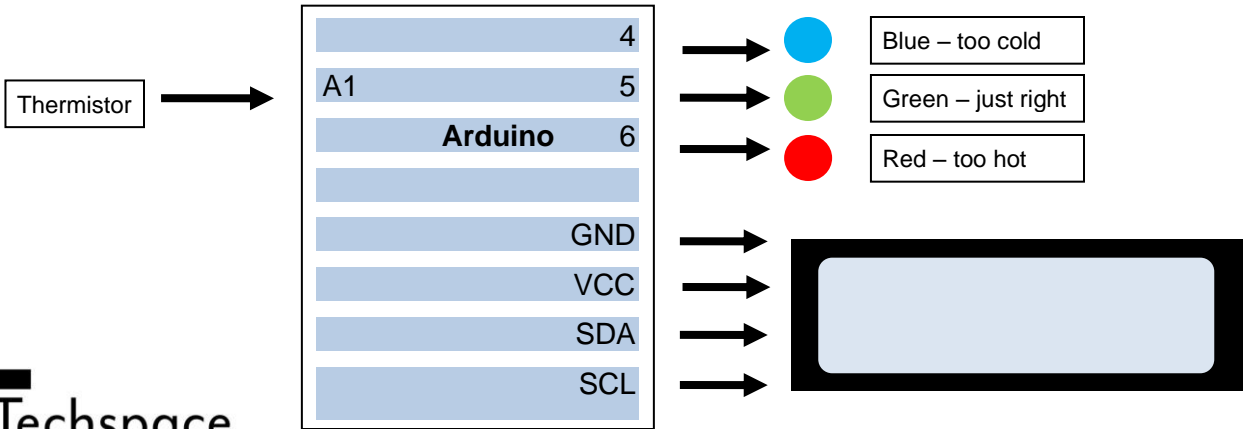 4
Blue – too cold
Thermistor
A1 5
Green – just right
Arduino 6
Red – too hot
GND
VCC
SDA
SCL
Techspace